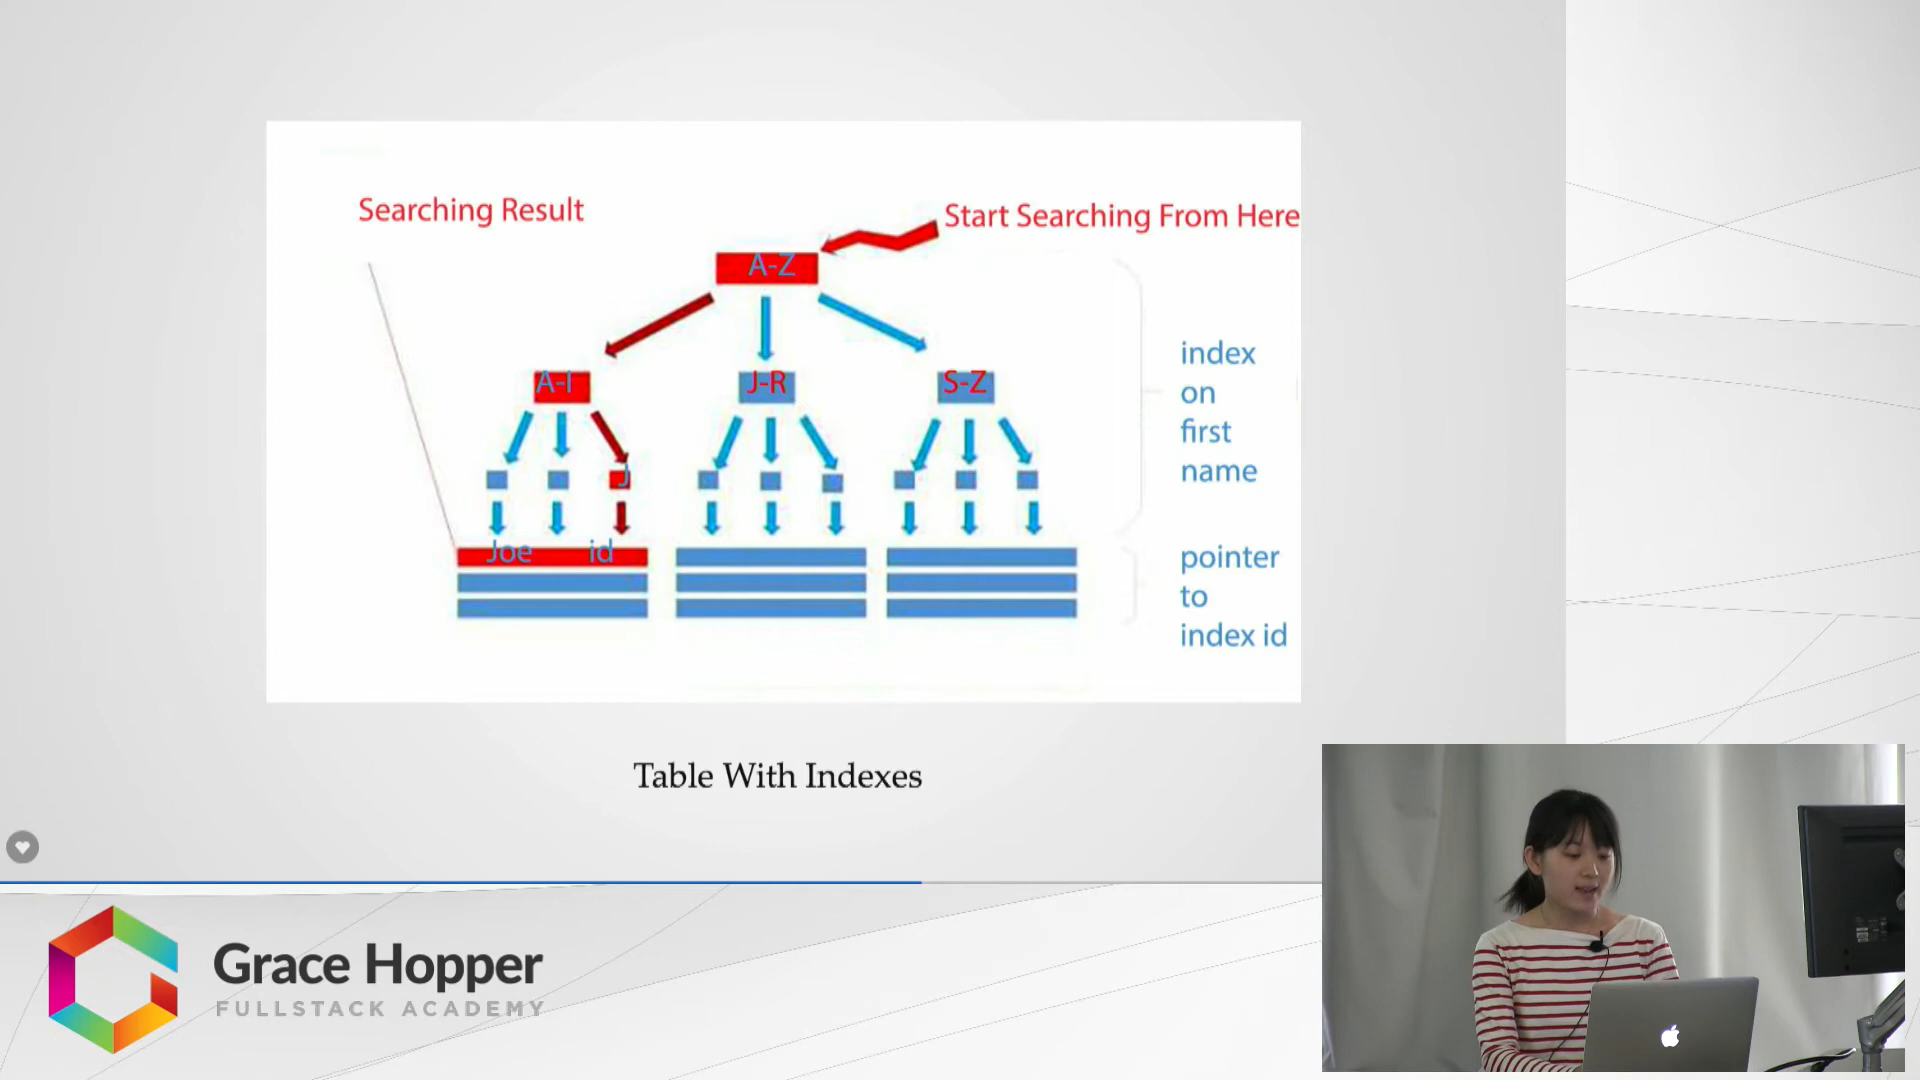 Searching Result
Start Searching From Here
A-Z
A-I
J-R
S-Z
J
index
on
first
name
Joe id
pointer
to
index id
Table With Indexes
Grace Hopper
FULLSTACK ACADEMY